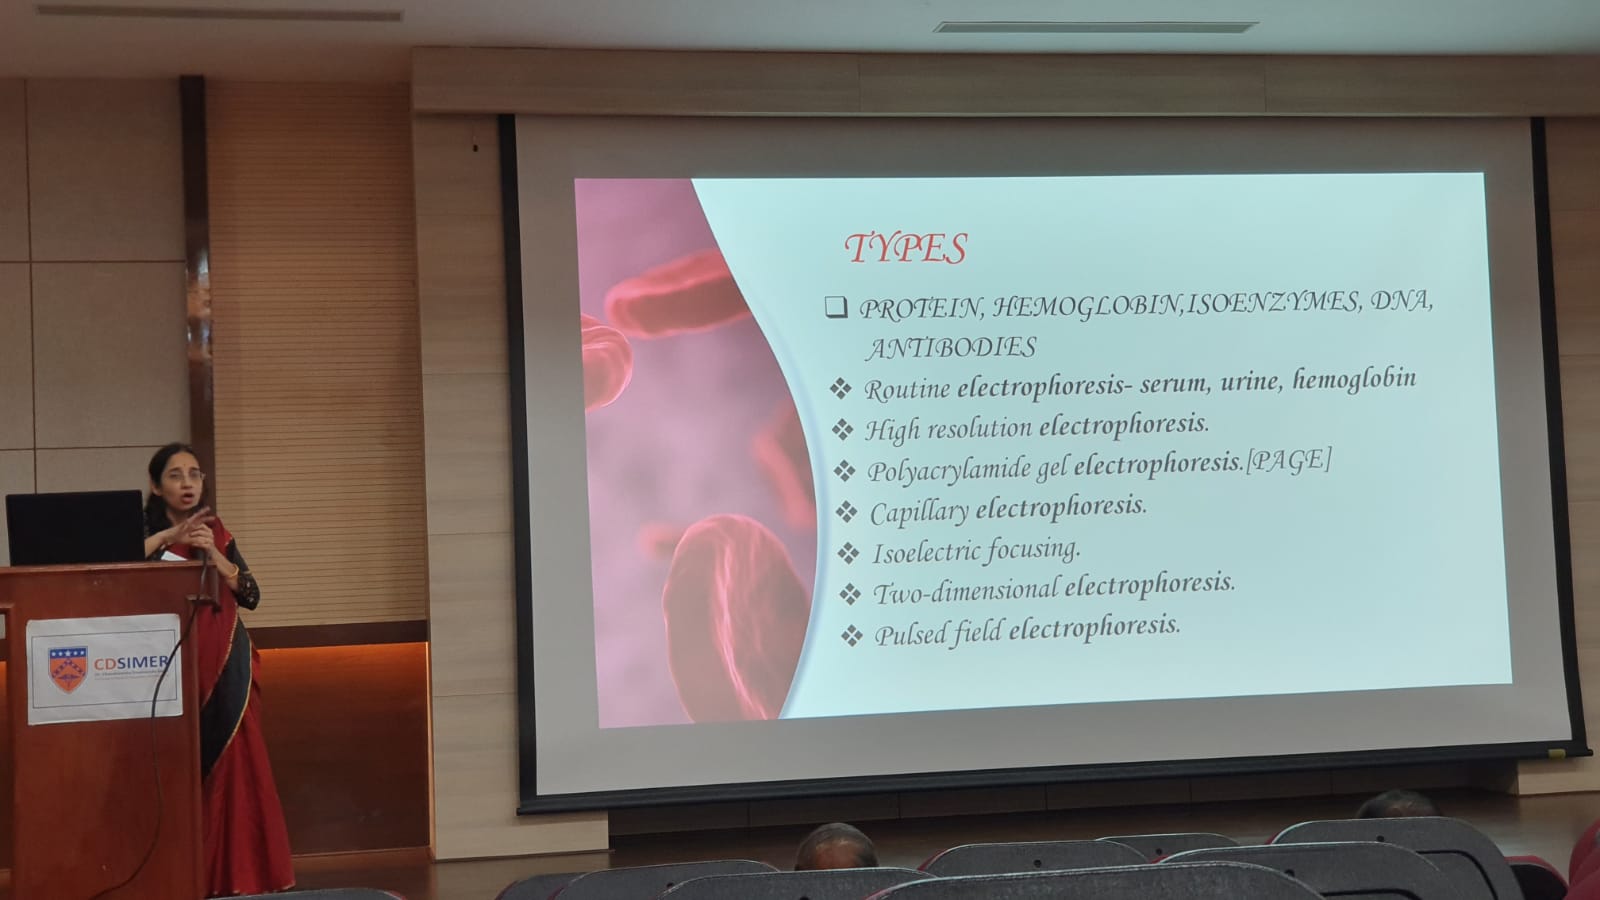 TYPES
PROTEIN, HEMOGLOBIN,ISOENZYMES, DNA,
ANTIBODIES
Routine electrophoresis- serum, urine, hemoglobin
High resolution electrophoresis.
Polyacrylamide gel electrophoresis.[PAGE]
Capillary electrophoresis.
Isoelectric focusing.
Two-dimensional electrophoresis.
Pulsed field electrophoresis.
CDSIMER